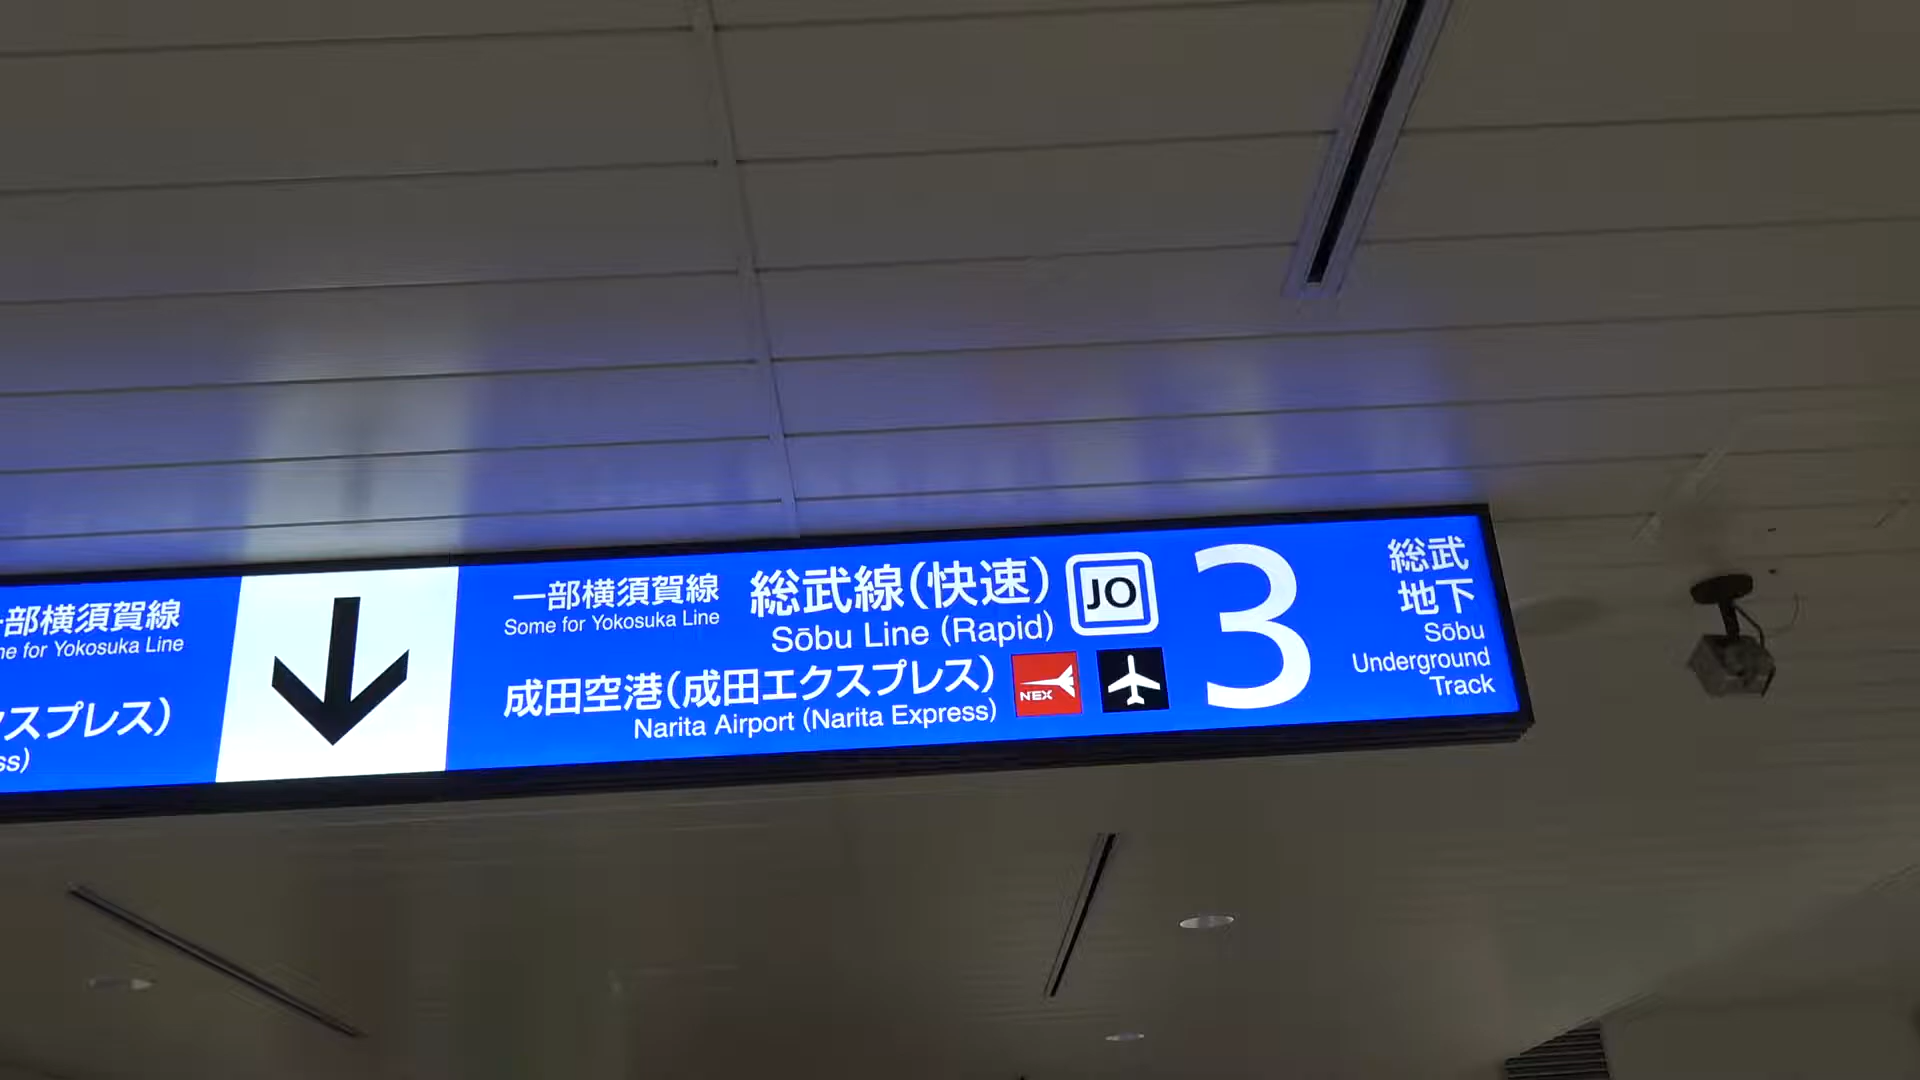 部横須賀線
for Yokosuka Line
スプレス)
一部横須賀線
Some for Yokosuka Line
総武線(快速)
Sōbu Line (Rapid)
JO
成田空港(成田エクスプレス)
Narita Airport (Narita Express)
NEX
3
総武
地下
Sōbu
Underground
Track